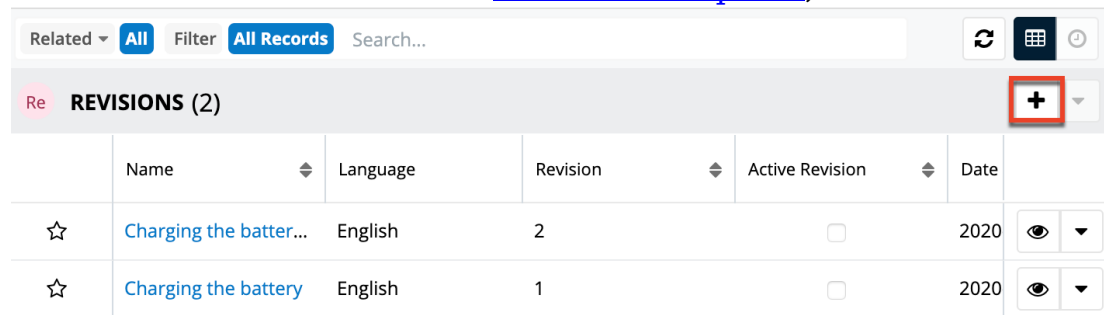 Related All Filter All Records Search...
Re REVISIONS (2)
Name Language Revision Active Revision Date
Charging the batter... English 2 2020
Charging the battery English 1 2020